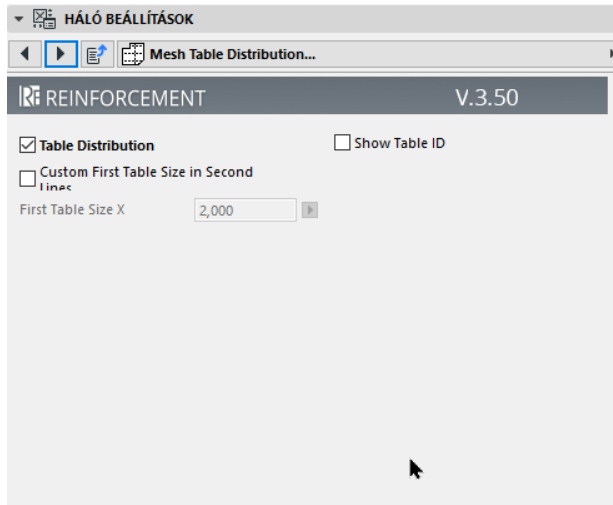 HÁLÓ BEÁLLÍTÁSOK
Mesh Table Distribution...
REINFORCEMENT V.3.50
Table Distribution
Show Table ID
Custom First Table Size in Second
Lines
First Table Size X 2,000